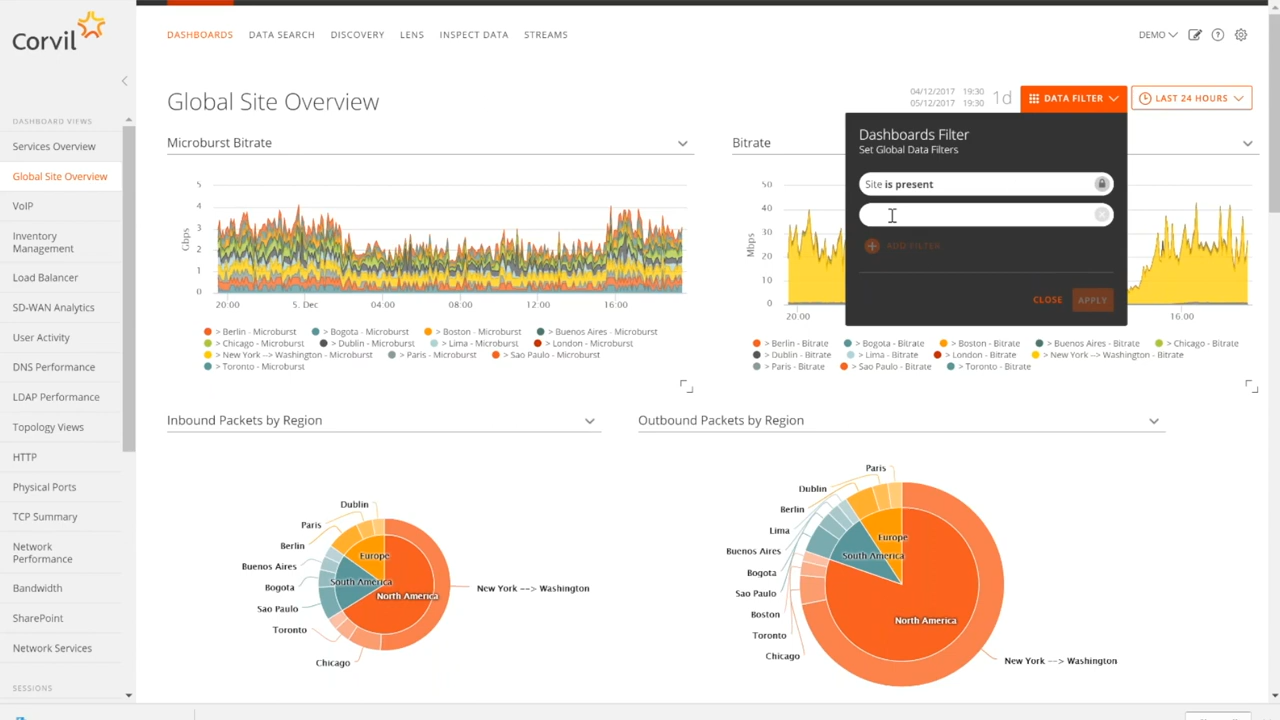 Corvil
DASHBOARDS DATA SEARCH DISCOVERY LENS INSPECT DATA STREAMS
DEMO
DASHBOARD VIEWS
Services Overview
Global Site Overview
VoIP
Inventory
Management
Load Balancer
SD-WAN Analytics
User Activity
DNS Performance
LDAP Performance
Topology Views
HTTP
Physical Ports
TCP Summary
Network
Performance
Bandwidth
SharePoint
Network Services
SESSIONS
Global Site Overview
04/12/2017 19:30
05/12/2017 19:30
1d
DATA FILTER
LAST 24 HOURS
Dashboards Filter
Set Global Data Filters
Site is present
ADD FILTER
CLOSE APPLY
Microburst Bitrate
5
4
3
2
1
0
Gbps
20:00 5. Dec 04:00 08:00 12:00 16:00
> Berlin - Microburst > Bogota - Microburst > Boston - Microburst > Buenos Aires - Microburst
> Chicago - Microburst > Dublin - Microburst > Lima - Microburst > London - Microburst
> New York --> Washington - Microburst > Paris - Microburst > Sao Paulo - Microburst
> Toronto - Microburst
Bitrate
50
40
30
20
10
0
Mbps
20:00 16:00
> Berlin - Bitrate > Bogota - Bitrate > Boston - Bitrate > Buenos Aires - Bitrate > Chicago - Bitrate
> Dublin - Bitrate > Lima - Bitrate > London - Bitrate > New York --> Washington - Bitrate
> Paris - Bitrate > Sao Paulo - Bitrate > Toronto - Bitrate
Inbound Packets by Region
Dublin
Paris
Berlin
Buenos Aires
Bogota
Sao Paulo
Toronto
Chicago
Europe
South America
North America
New York --> Washington
Outbound Packets by Region
Paris
Dublin
Berlin
Lima
Buenos Aires
Bogota
Sao Paulo
Boston
Toronto
Chicago
Europe
South America
North America
New York --> Washington